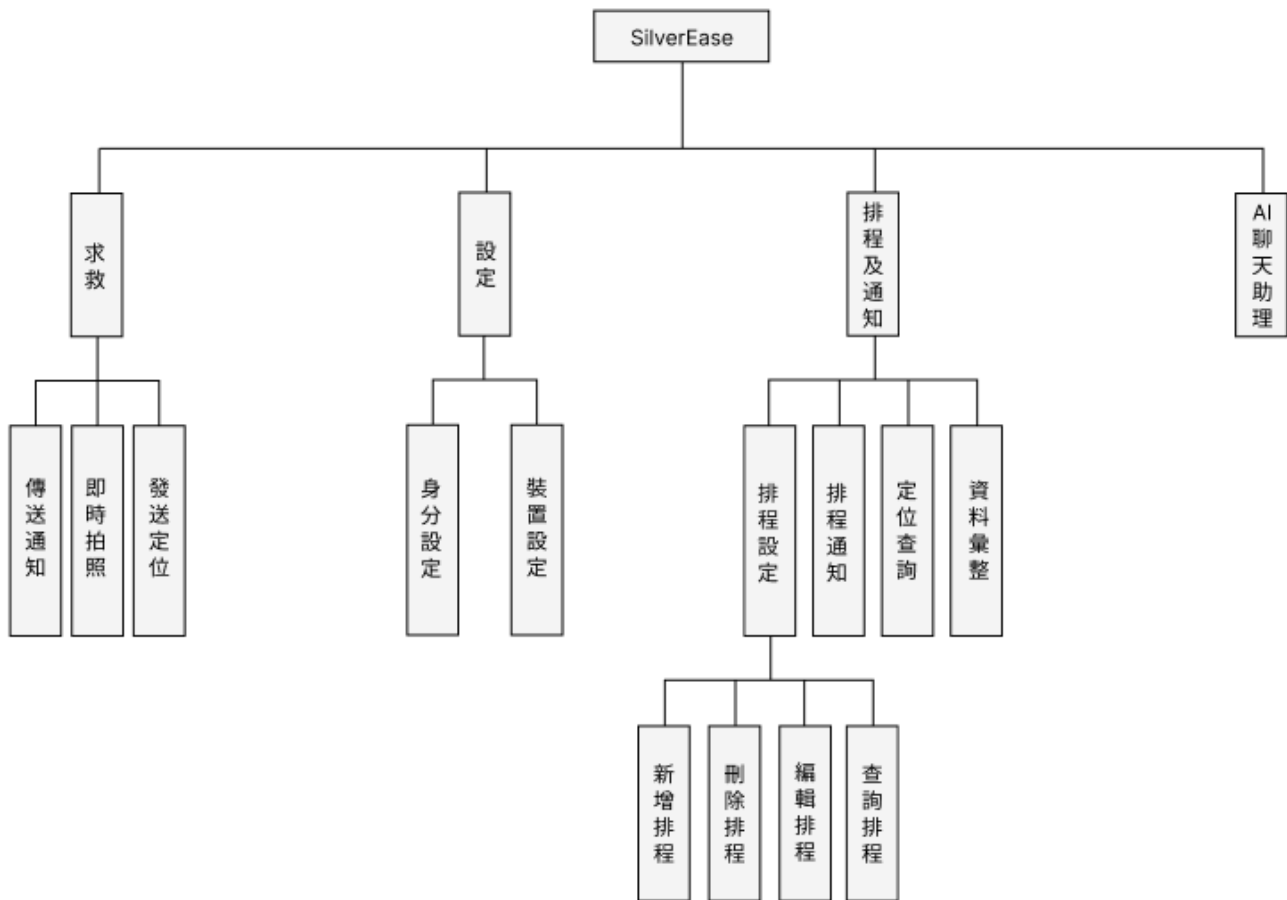 SilverEase
求救
設定
排程及通知
AI聊天助理
傳送通知
即時拍照
發送定位
身分設定
裝置設定
排程設定
排程通知
定位查詢
資料彙整
新增排程
刪除排程
編輯排程
查詢排程